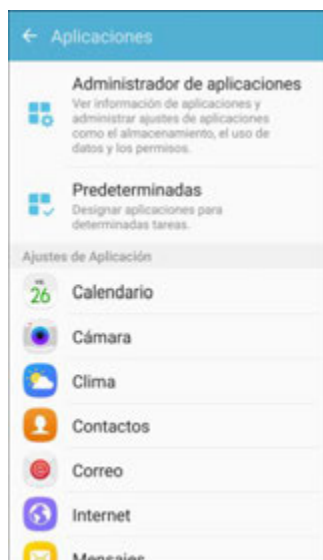 Aplicaciones
Administrador de aplicaciones
Ver información de aplicaciones y
administrar ajustes de aplicaciones
como el almacenamiento, el uso de
datos y los permisos.
Predeterminadas
Designar aplicaciones para
determinadas tareas.
Ajustes de Aplicación
26
Calendario
Cámara
Clima
Contactos
Correo
Internet
Mensajes